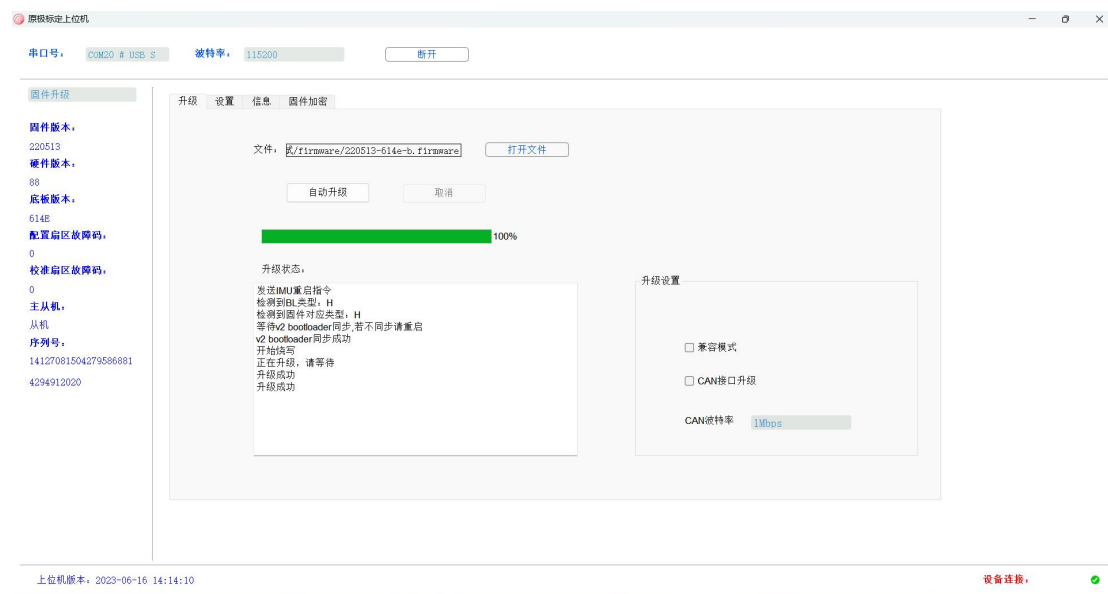 原极标定上位机
串口号: COM20 # USB S 波特率: 115200 断开
固件升级
升级 设置 信息 固件加密
固件版本:
220513
硬件版本:
88
底板版本:
614E
配置扇区故障码:
0
校准扇区故障码:
0
主从机:
从机
序列号:
14127081504279586881
4294912020
文件: 式/firmware/220513-614e-b.firmware 打开文件
自动升级 取消
100%
升级状态:
发送IMU重启指令
检测到BL类型: H
检测到固件对应类型: H
等待v2 bootloader同步,若不同步请重启
v2 bootloader同步成功
开始烧写
正在升级, 请等待
升级成功
升级成功
升级设置
兼容模式
CAN接口升级
CAN波特率 1Mbps
上位机版本: 2023-06-16 14:14:10
设备连接: